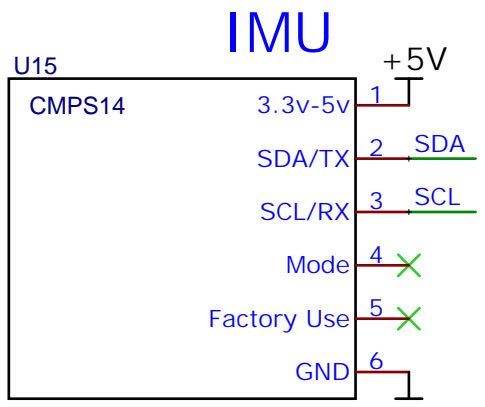 IMU
+5V
U15
CMPS14
3.3v-5v 1
SDA/TX 2 SDA
SCL/RX 3 SCL
Mode 4
Factory Use 5
GND 6